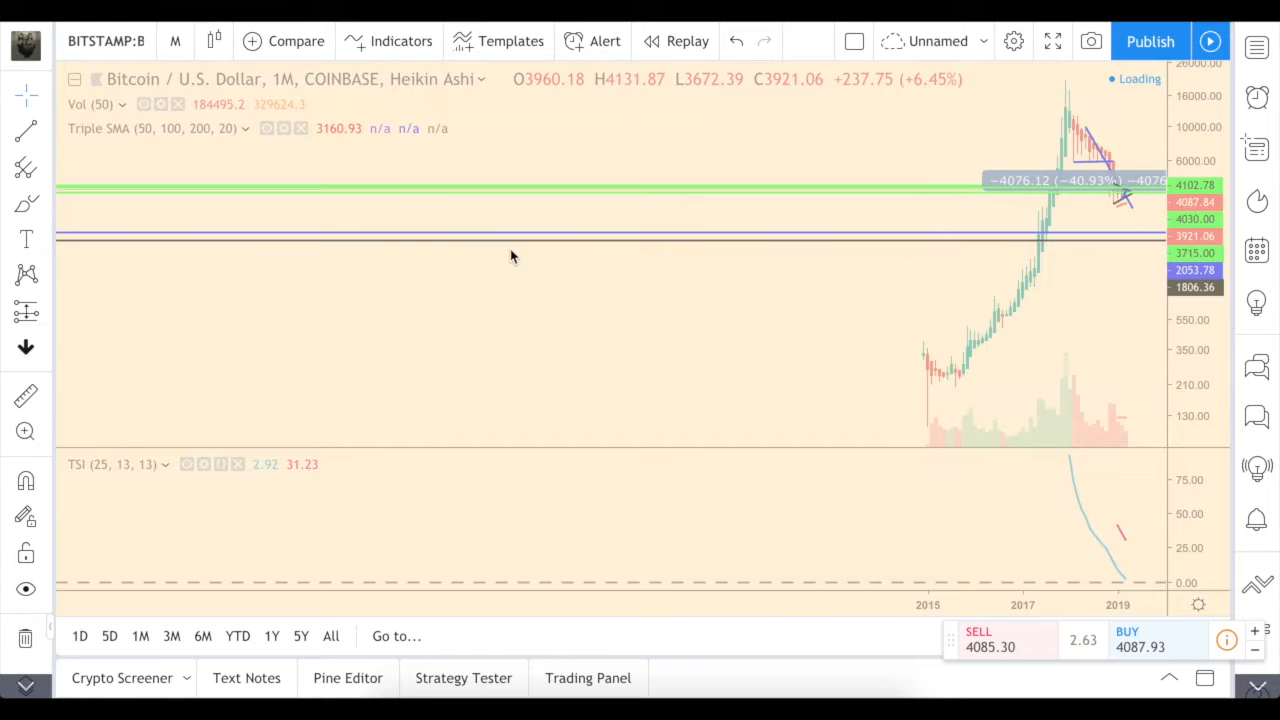 BITSTAMP:B M Compare Indicators Templates Alert Replay Unnamed Publish
Bitcoin / U.S. Dollar, 1M, COINBASE, Heikin Ashi O3960.18 H4131.87 L3672.39 C3921.06 +237.75 (+6.45%) Loading
Vol (50) 184495.2 329624.3
Triple SMA (50, 100, 200, 20) 3160.93 n/a n/a n/a
26000.00
16000.00
10000.00
6000.00
−4076.12 (−40.93%) −4076
4102.78
4087.84
4030.00
3921.06
3715.00
2053.78
1806.36
550.00
350.00
210.00
130.00
TSI (25, 13, 13) 2.92 31.23
75.00
50.00
25.00
0.00
2015 2017 2019
1D 5D 1M 3M 6M YTD 1Y 5Y All Go to...
SELL
4085.30
2.63
BUY
4087.93
Crypto Screener Text Notes Pine Editor Strategy Tester Trading Panel